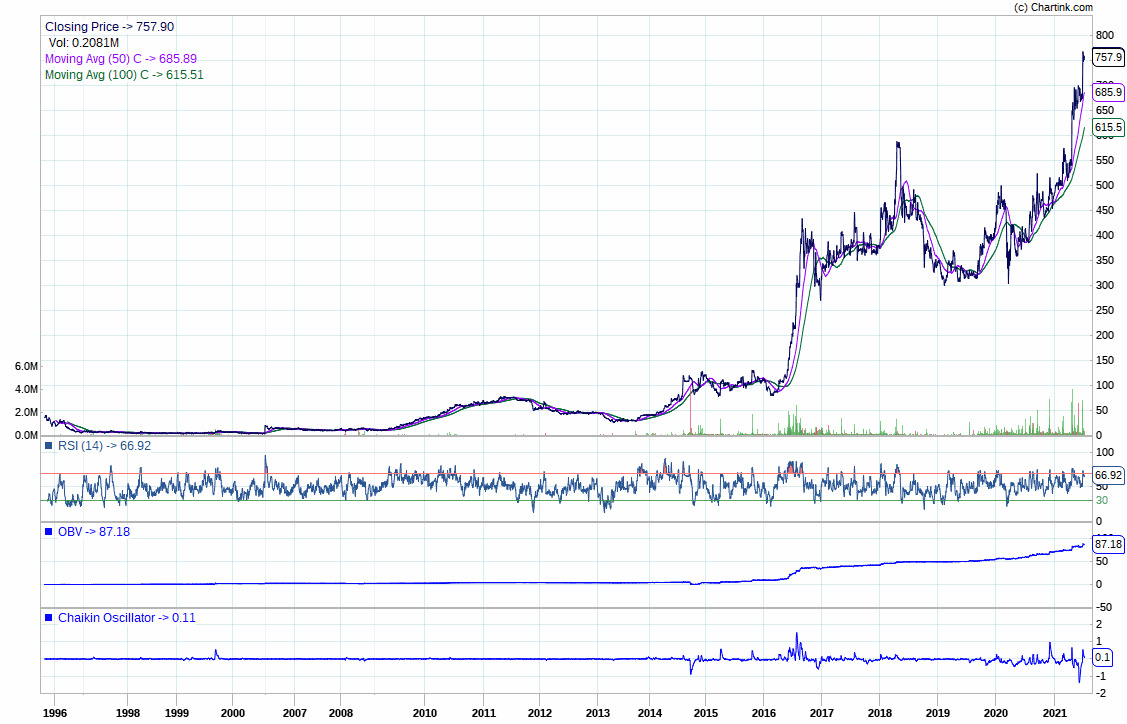 (c) Chartink.com
Closing Price -> 757.90
Vol: 0.2081M
Moving Avg (50) C -> 685.89
Moving Avg (100) C -> 615.51
800
757.9
685.9
650
615.5
550
500
450
400
350
300
250
200
150
100
50
0
6.0M
4.0M
2.0M
0.0M
RSI (14) -> 66.92
100
66.92
50
30
0
OBV -> 87.18
87.18
50
0
-50
Chaikin Oscillator -> 0.11
2
1
0.1
-1
-2
1996 1998 1999 2000 2007 2008 2010 2011 2012 2013 2014 2015 2016 2017 2018 2019 2020 2021